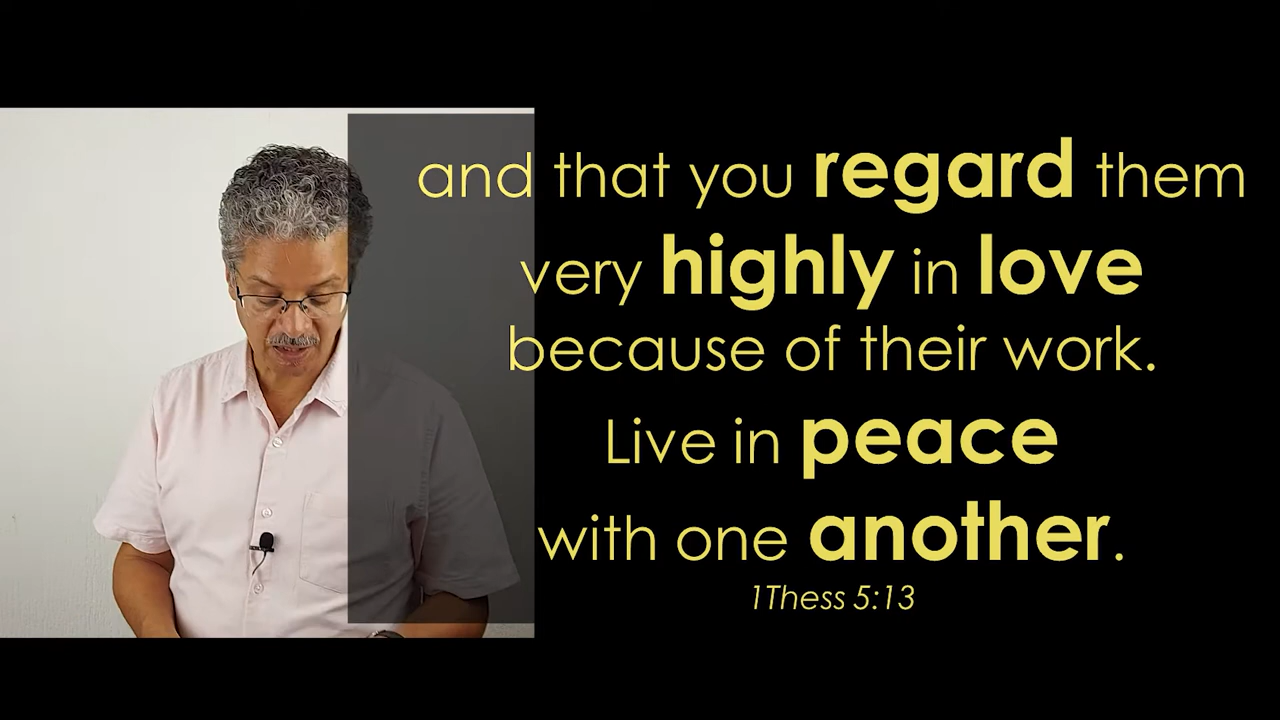 and that you regard them
very highly in love
because of their work.
Live in peace
with one another.
1Thess 5:13